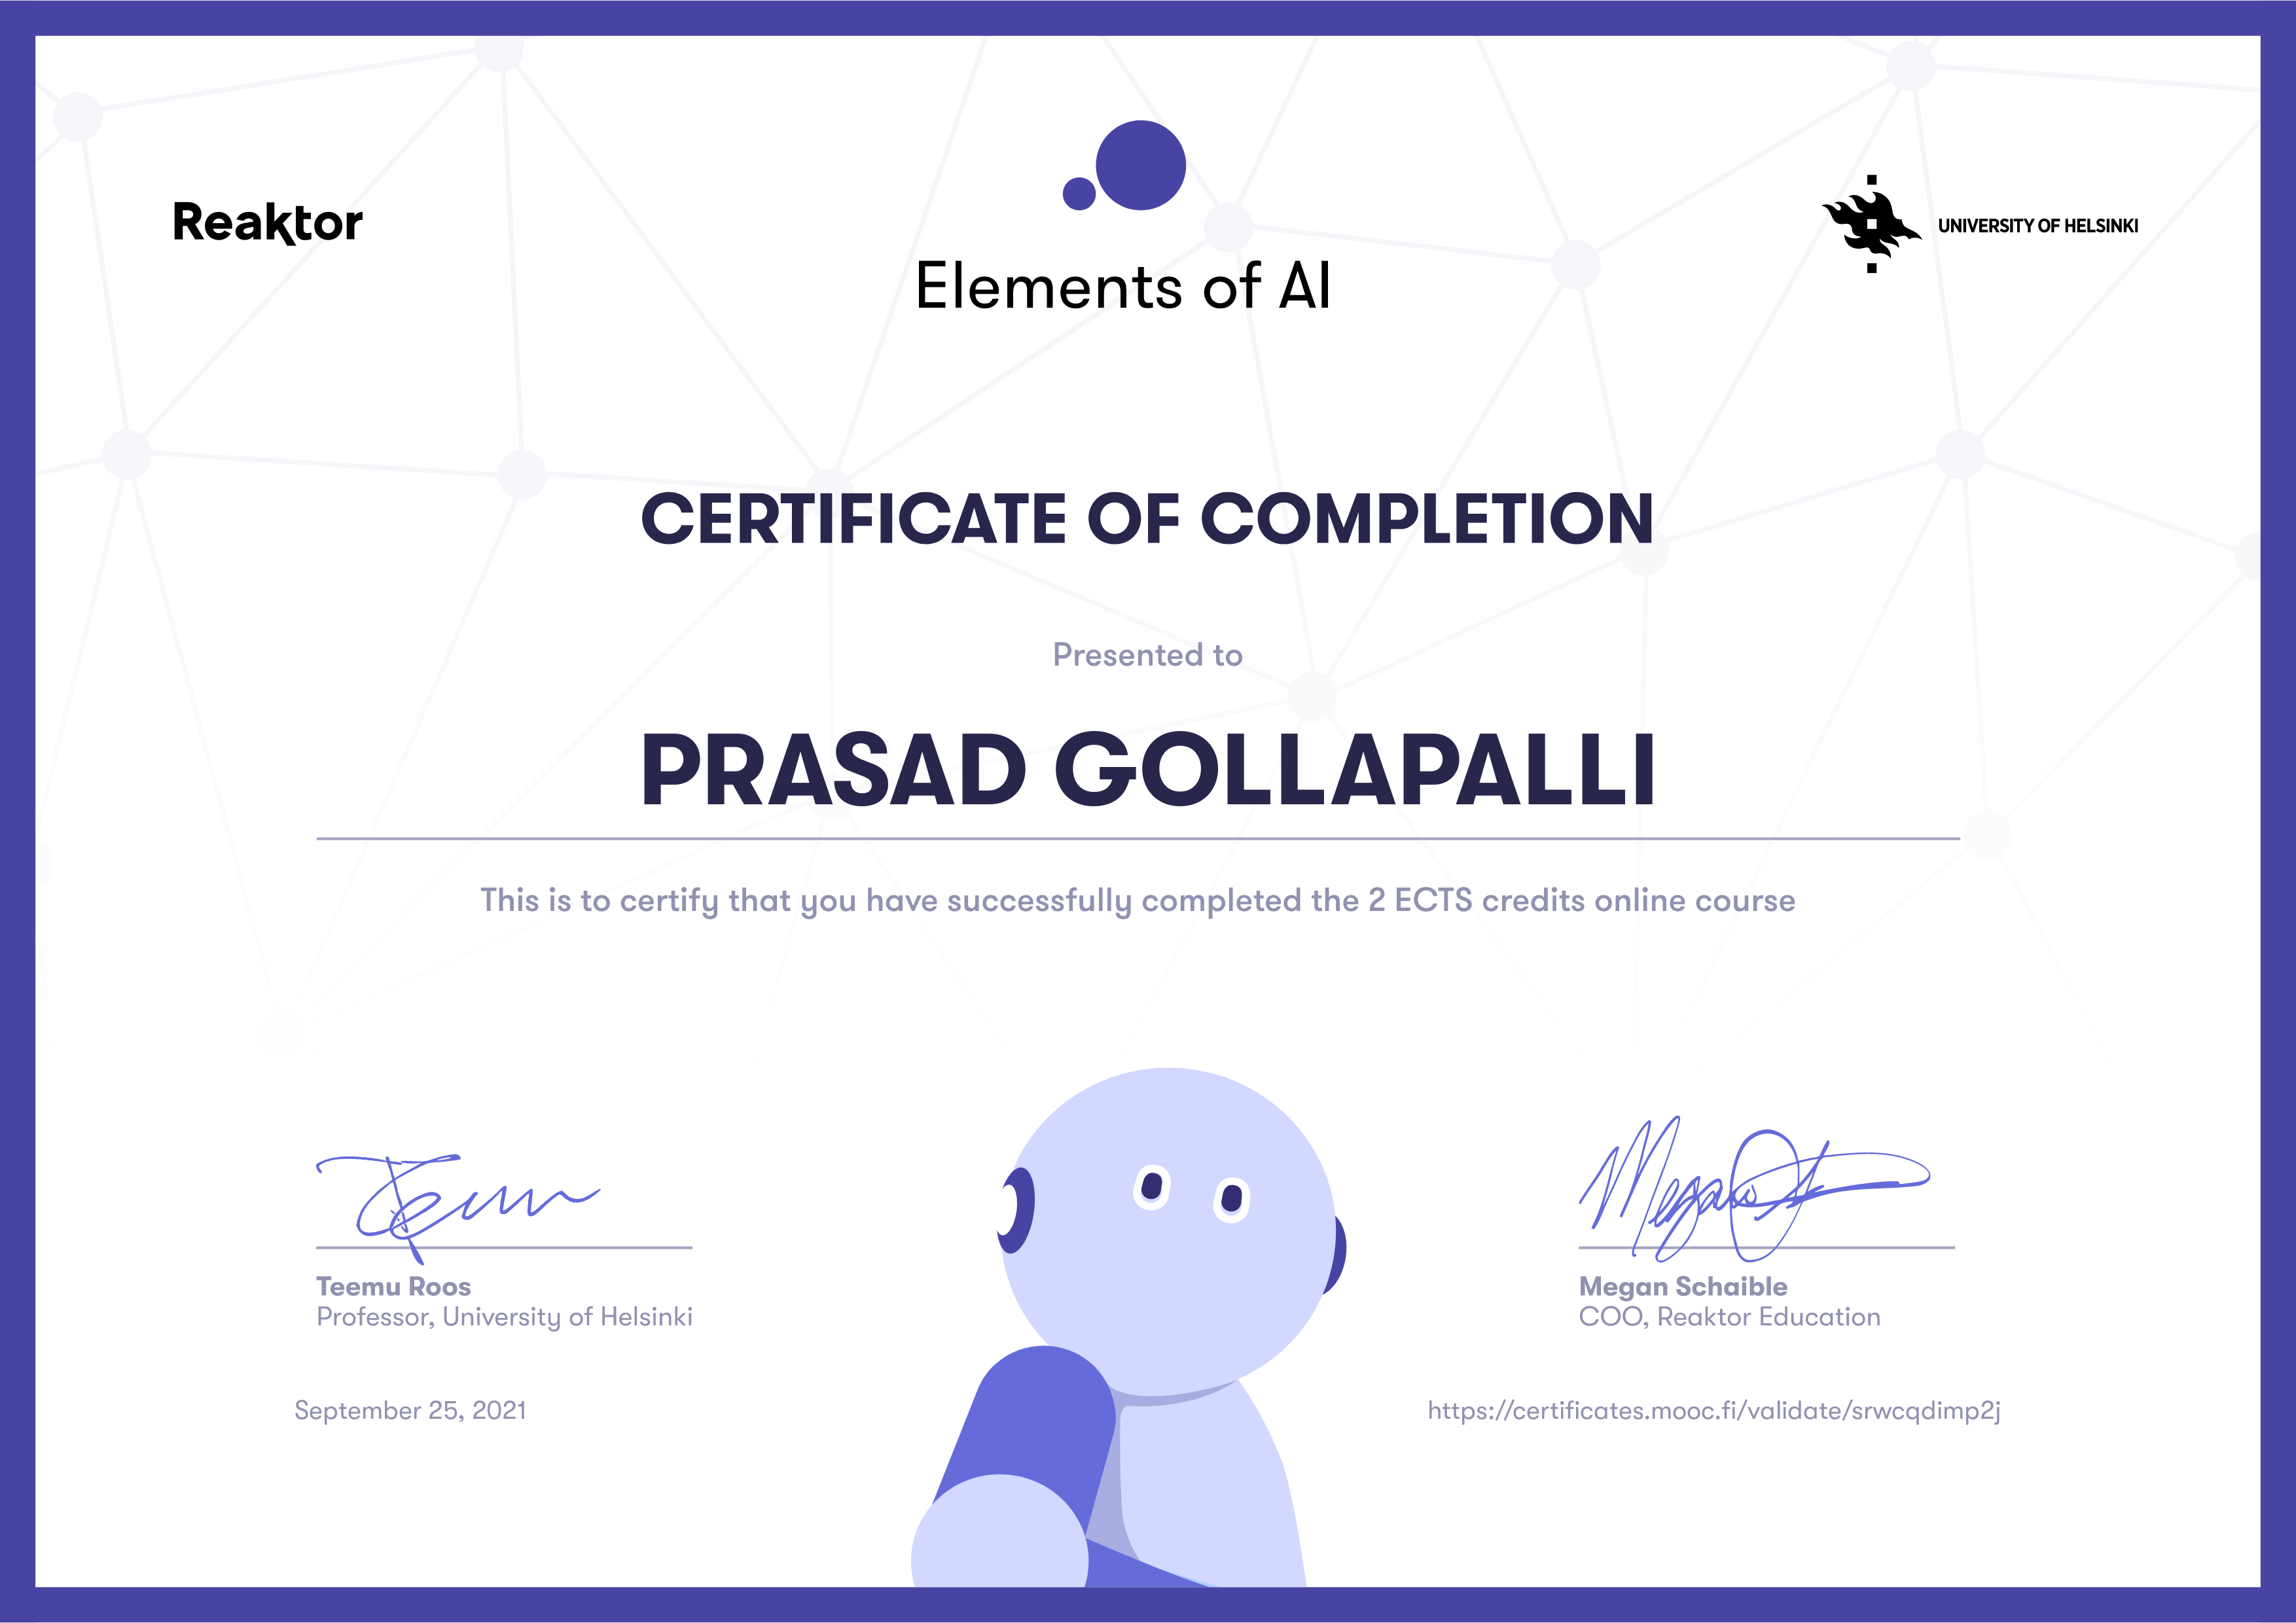 Reaktor
Elements of AI
UNIVERSITY OF HELSINKI
CERTIFICATE OF COMPLETION
Presented to
PRASAD GOLLAPALLI
This is to certify that you have successfully completed the 2 ECTS credits online course
Teemu Roos
Professor, University of Helsinki
September 25, 2021
Megan Schaible
COO, Reaktor Education
https://certificates.mooc.fi/validate/srwcqdimp2j